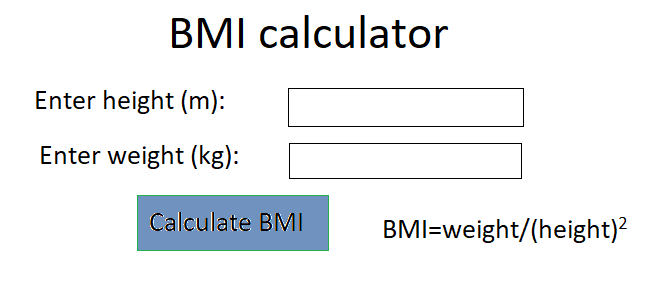 BMI calculator
Enter height (m):
Enter weight (kg):
Calculate BMI
BMI=weight/(height)²